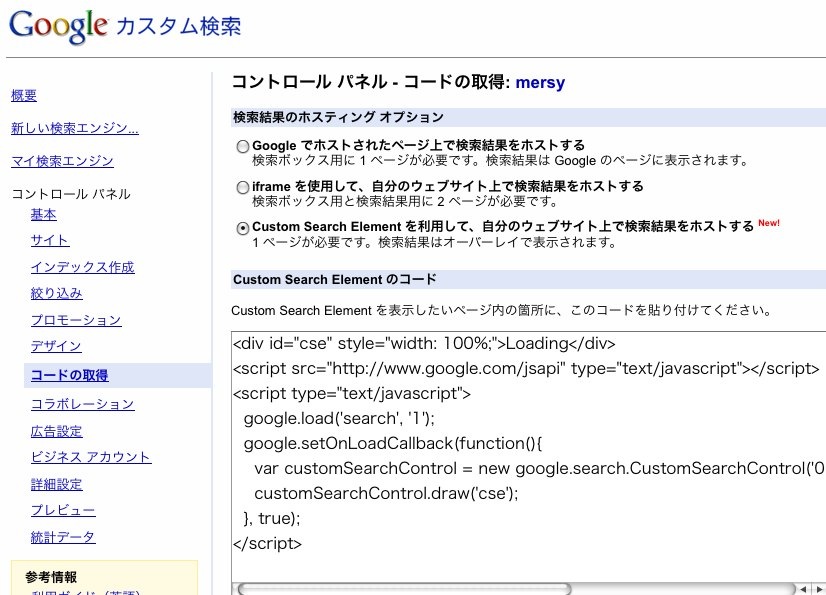 Google カスタム検索
コントロール パネル - コードの取得: mersy
概要
新しい検索エンジン...
マイ検索エンジン
コントロール パネル
基本
サイト
インデックス作成
絞り込み
プロモーション
デザイン
コードの取得
コラボレーション
広告設定
ビジネス アカウント
詳細設定
プレビュー
統計データ
参考情報
利用ガイド（英語）
検索結果のホスティング オプション
Google でホストされたページ上で検索結果をホストする
検索ボックス用に 1 ページが必要です。検索結果は Google のページに表示されます。
iframe を使用して、自分のウェブサイト上で検索結果をホストする
検索ボックス用と検索結果用に 2 ページが必要です。
Custom Search Element を利用して、自分のウェブサイト上で検索結果をホストする New!
1 ページが必要です。検索結果はオーバーレイで表示されます。
Custom Search Element のコード
Custom Search Element を表示したいページ内の箇所に、このコードを貼り付けてください。
<div id="cse" style="width: 100%;">Loading</div>
<script src="http://www.google.com/jsapi" type="text/javascript"></script>
<script type="text/javascript">
google.load('search', '1');
google.setOnLoadCallback(function(){
var customSearchControl = new google.search.CustomSearchControl('0
customSearchControl.draw('cse');
}, true);
</script>